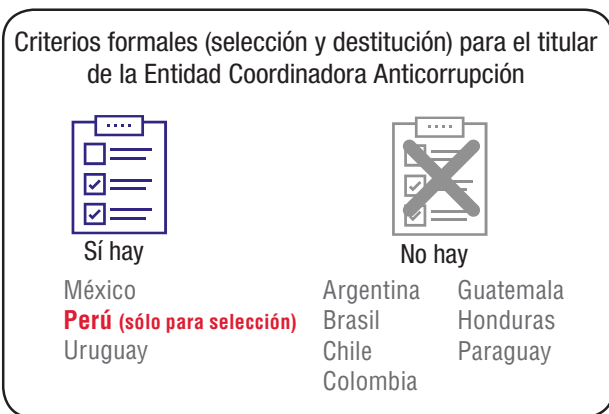 Criterios formales (selección y destitución) para el titular
de la Entidad Coordinadora Anticorrupción
Sí hay
México
Perú (sólo para selección)
Uruguay
No hay
Argentina
Brasil
Chile
Colombia
Guatemala
Honduras
Paraguay